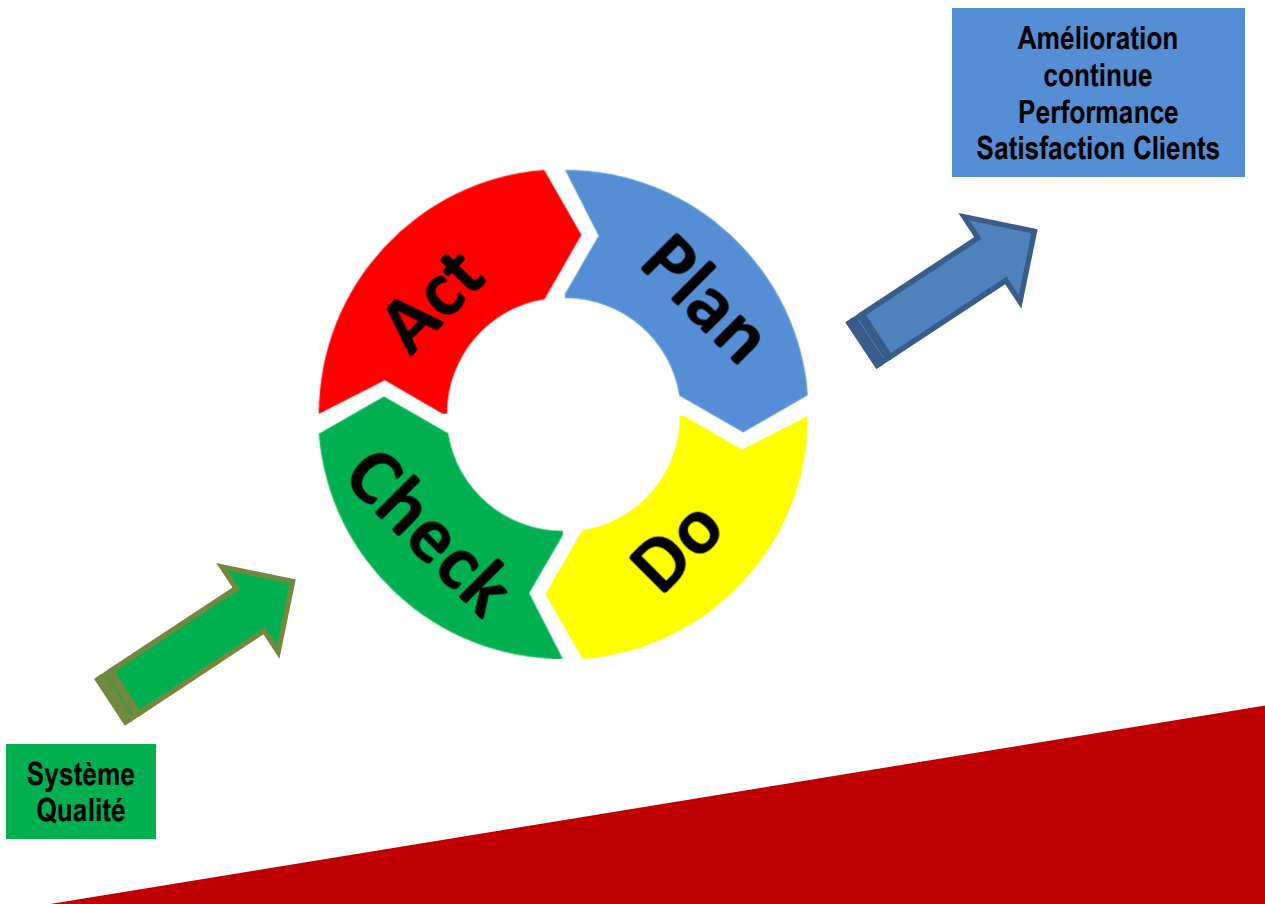 Amélioration
continue
Performance
Satisfaction Clients
Act
Plan
Check
Do
Système
Qualité